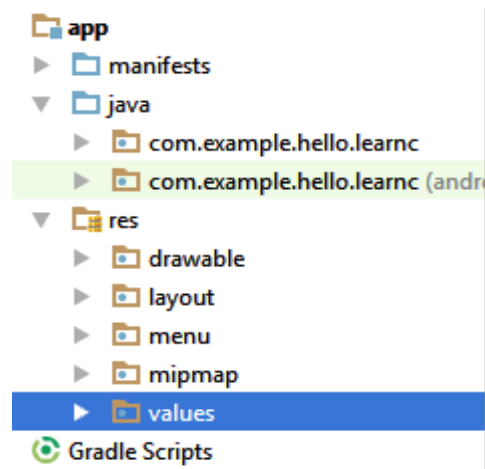 app
manifests
java
com.example.hello.learnc
com.example.hello.learnc (andr
res
drawable
layout
menu
mipmap
values
Gradle Scripts